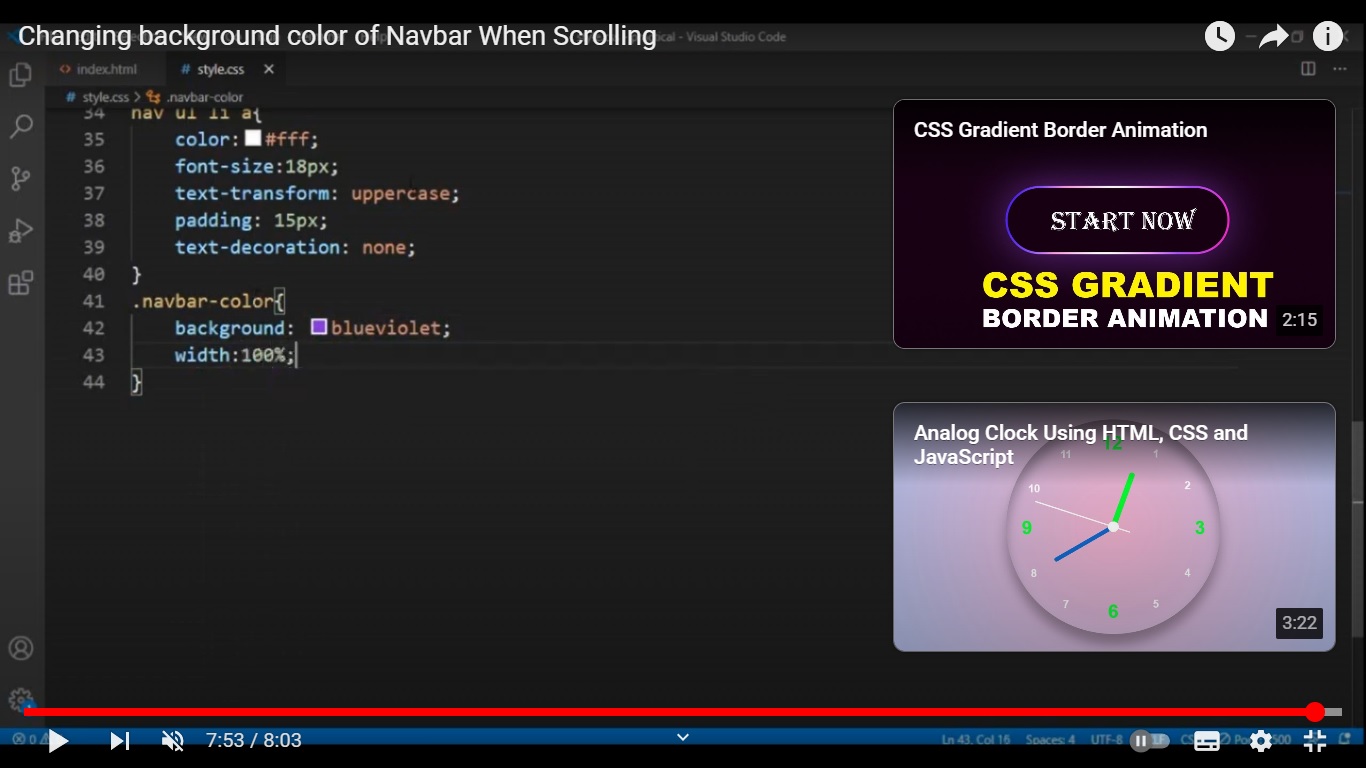 Changing background color of Navbar When Scrolling
- Visual Studio Code
index.html
# style.css
# style.css > .navbar-color
34 nav ul li a{
35 color: #fff;
36 font-size:18px;
37 text-transform: uppercase;
38 padding: 15px;
39 text-decoration: none;
40 }
41 .navbar-color{
42 background: blueviolet;
43 width:100%;
44 }
CSS Gradient Border Animation
START NOW
CSS GRADIENT
BORDER ANIMATION
2:15
Analog Clock Using HTML, CSS and
JavaScript
12
11
1
10
2
9
3
8
4
7
5
6
3:22
7:53 / 8:03
Ln 43, Col 16
Spaces: 4
UTF-8